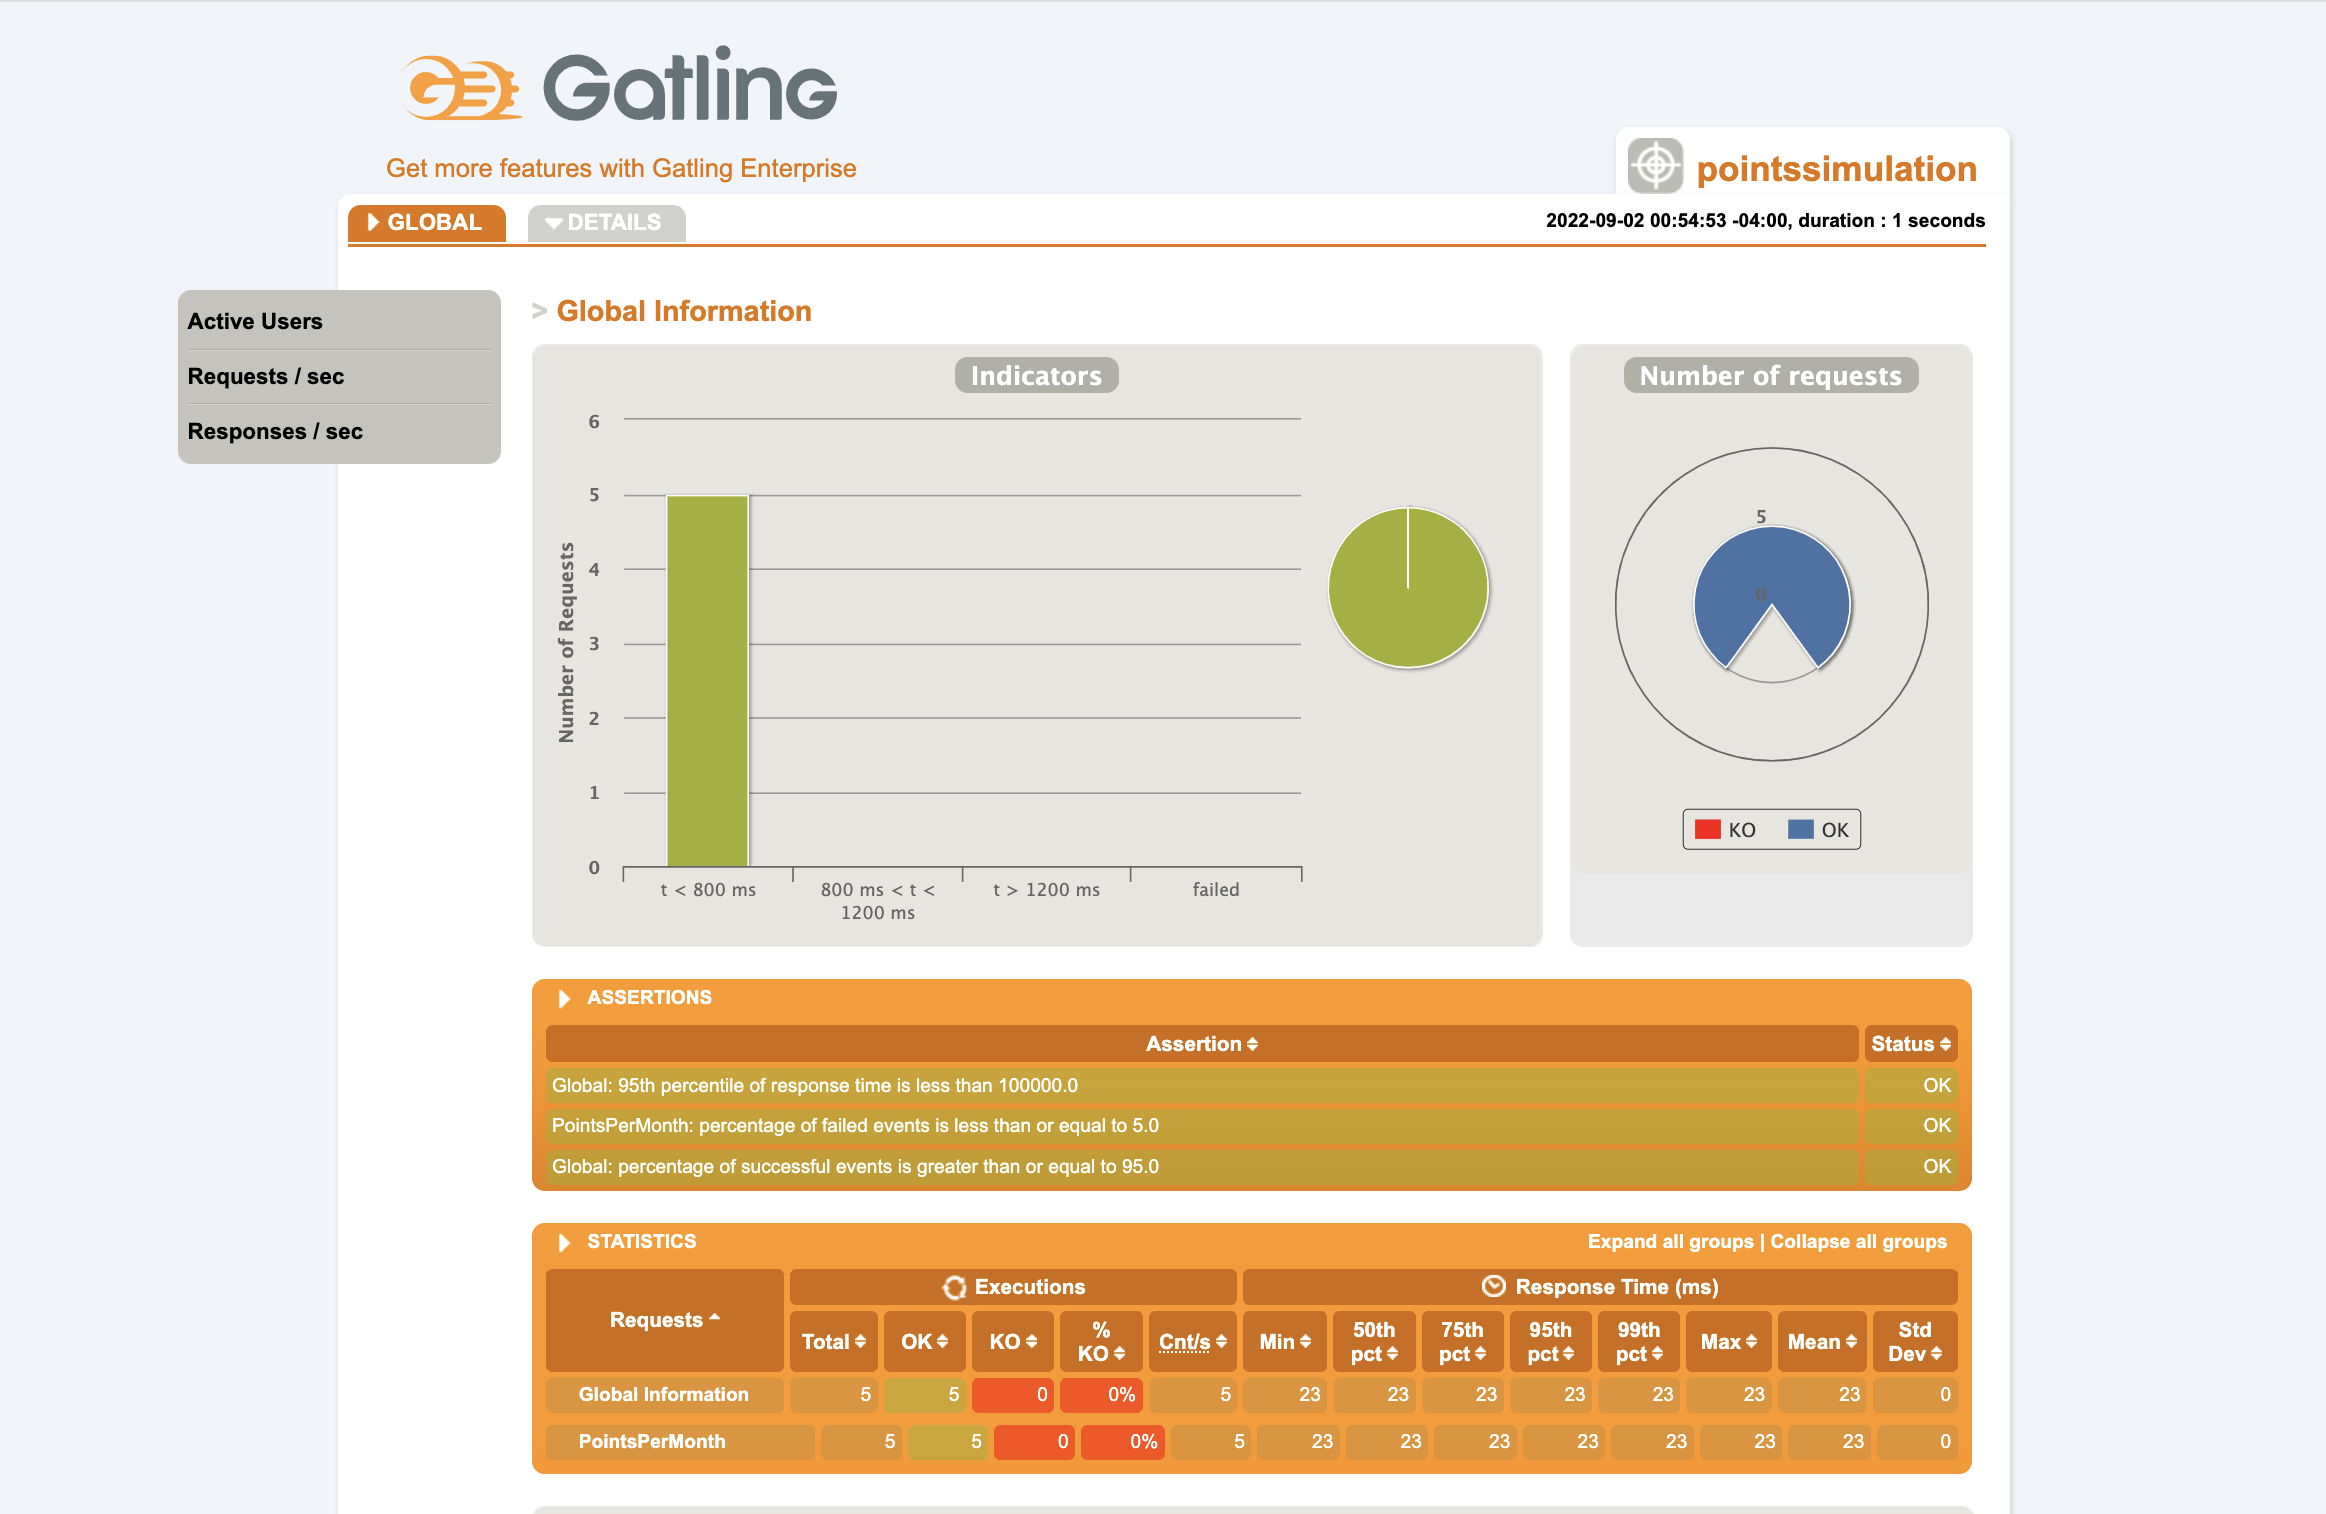 Gatling
Get more features with Gatling Enterprise
pointssimulation
GLOBAL
DETAILS
2022-09-02 00:54:53 -04:00, duration : 1 seconds
Active Users
Requests / sec
Responses / sec
> Global Information
Indicators
Number of Requests
6
5
4
3
2
1
0
t < 800 ms
800 ms < t <
1200 ms
t > 1200 ms
failed
Number of requests
5
0
KO
OK
ASSERTIONS
Assertion Status
Global: 95th percentile of response time is less than 100000.0 OK
PointsPerMonth: percentage of failed events is less than or equal to 5.0 OK
Global: percentage of successful events is greater than or equal to 95.0 OK
STATISTICS
Expand all groups | Collapse all groups
Requests
Executions
Response Time (ms)
Total
OK
KO
%
KO
Cnt/s
Min
50th
pct
75th
pct
95th
pct
99th
pct
Max
Mean
Std
Dev
Global Information 5 5 0 0% 5 23 23 23 23 23 23 23 0
PointsPerMonth 5 5 0 0% 5 23 23 23 23 23 23 23 0